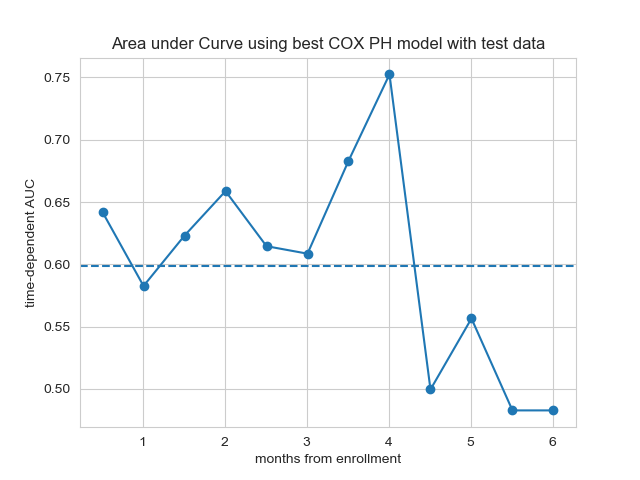 Area under Curve using best COX PH model with test data
time-dependent AUC
0.75
0.70
0.65
0.60
0.55
0.50
1 2 3 4 5 6
months from enrollment